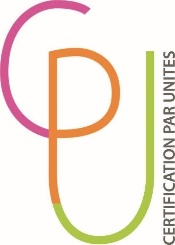 CPU
CERTIFICATION PAR UNITES